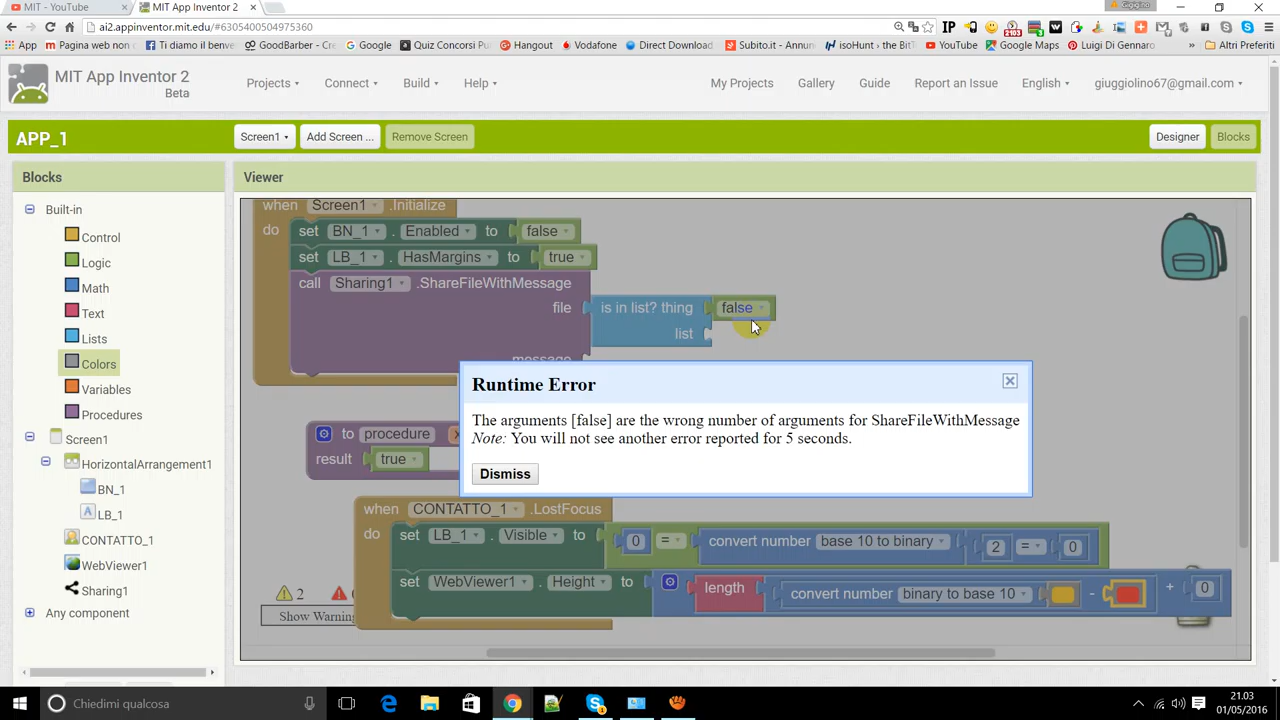 MIT - YouTube
MIT App Inventor 2
Gigigno
ai2.appinventor.mit.edu/#6305400504975360
IP
2103
App
Pagina web non
Ti diamo il benve
GoodBarber - Cre
Google
Quiz Concorsi Pu
Hangout
Vodafone
Direct Download
Subito.it - Annun
isoHunt › the BitT
YouTube
Google Maps
Luigi Di Gennaro
»
Altri Preferiti
MIT App Inventor 2
Beta
Projects
Connect
Build
Help
My Projects
Gallery
Guide
Report an Issue
English
giuggiolino67@gmail.com
APP_1
Screen1
Add Screen ...
Remove Screen
Designer
Blocks
Blocks
Viewer
Built-in
Control
Logic
Math
Text
Lists
Colors
Variables
Procedures
Screen1
HorizontalArrangement1
BN_1
LB_1
CONTATTO_1
WebViewer1
Sharing1
Any component
when Screen1 .Initialize
do set BN_1 . Enabled to false
set LB_1 . HasMargins to true
call Sharing1 .ShareFileWithMessage
file is in list? thing false
list
message
Runtime Error
The arguments [false] are the wrong number of arguments for ShareFileWithMessage
Note: You will not see another error reported for 5 seconds.
Dismiss
to procedure x
result true
when CONTATTO_1 .LostFocus
do set LB_1 . Visible to 0 = convert number base 10 to binary 2 = 0
set WebViewer1 . Height to length convert number binary to base 10 - + 0
2
Show Warning
Chiedimi qualcosa
21.03
01/05/2016